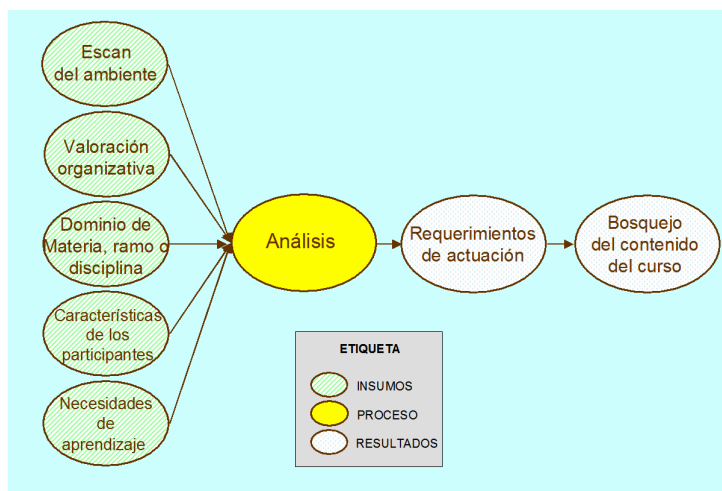 Escan
del ambiente
Valoración
organizativa
Dominio de
Materia, ramo o
disciplina
Características
de los
participantes
Necesidades
de
aprendizaje
Análisis
Requerimientos
de actuación
Bosquejo
del contenido
del curso
ETIQUETA
INSUMOS
PROCESO
RESULTADOS